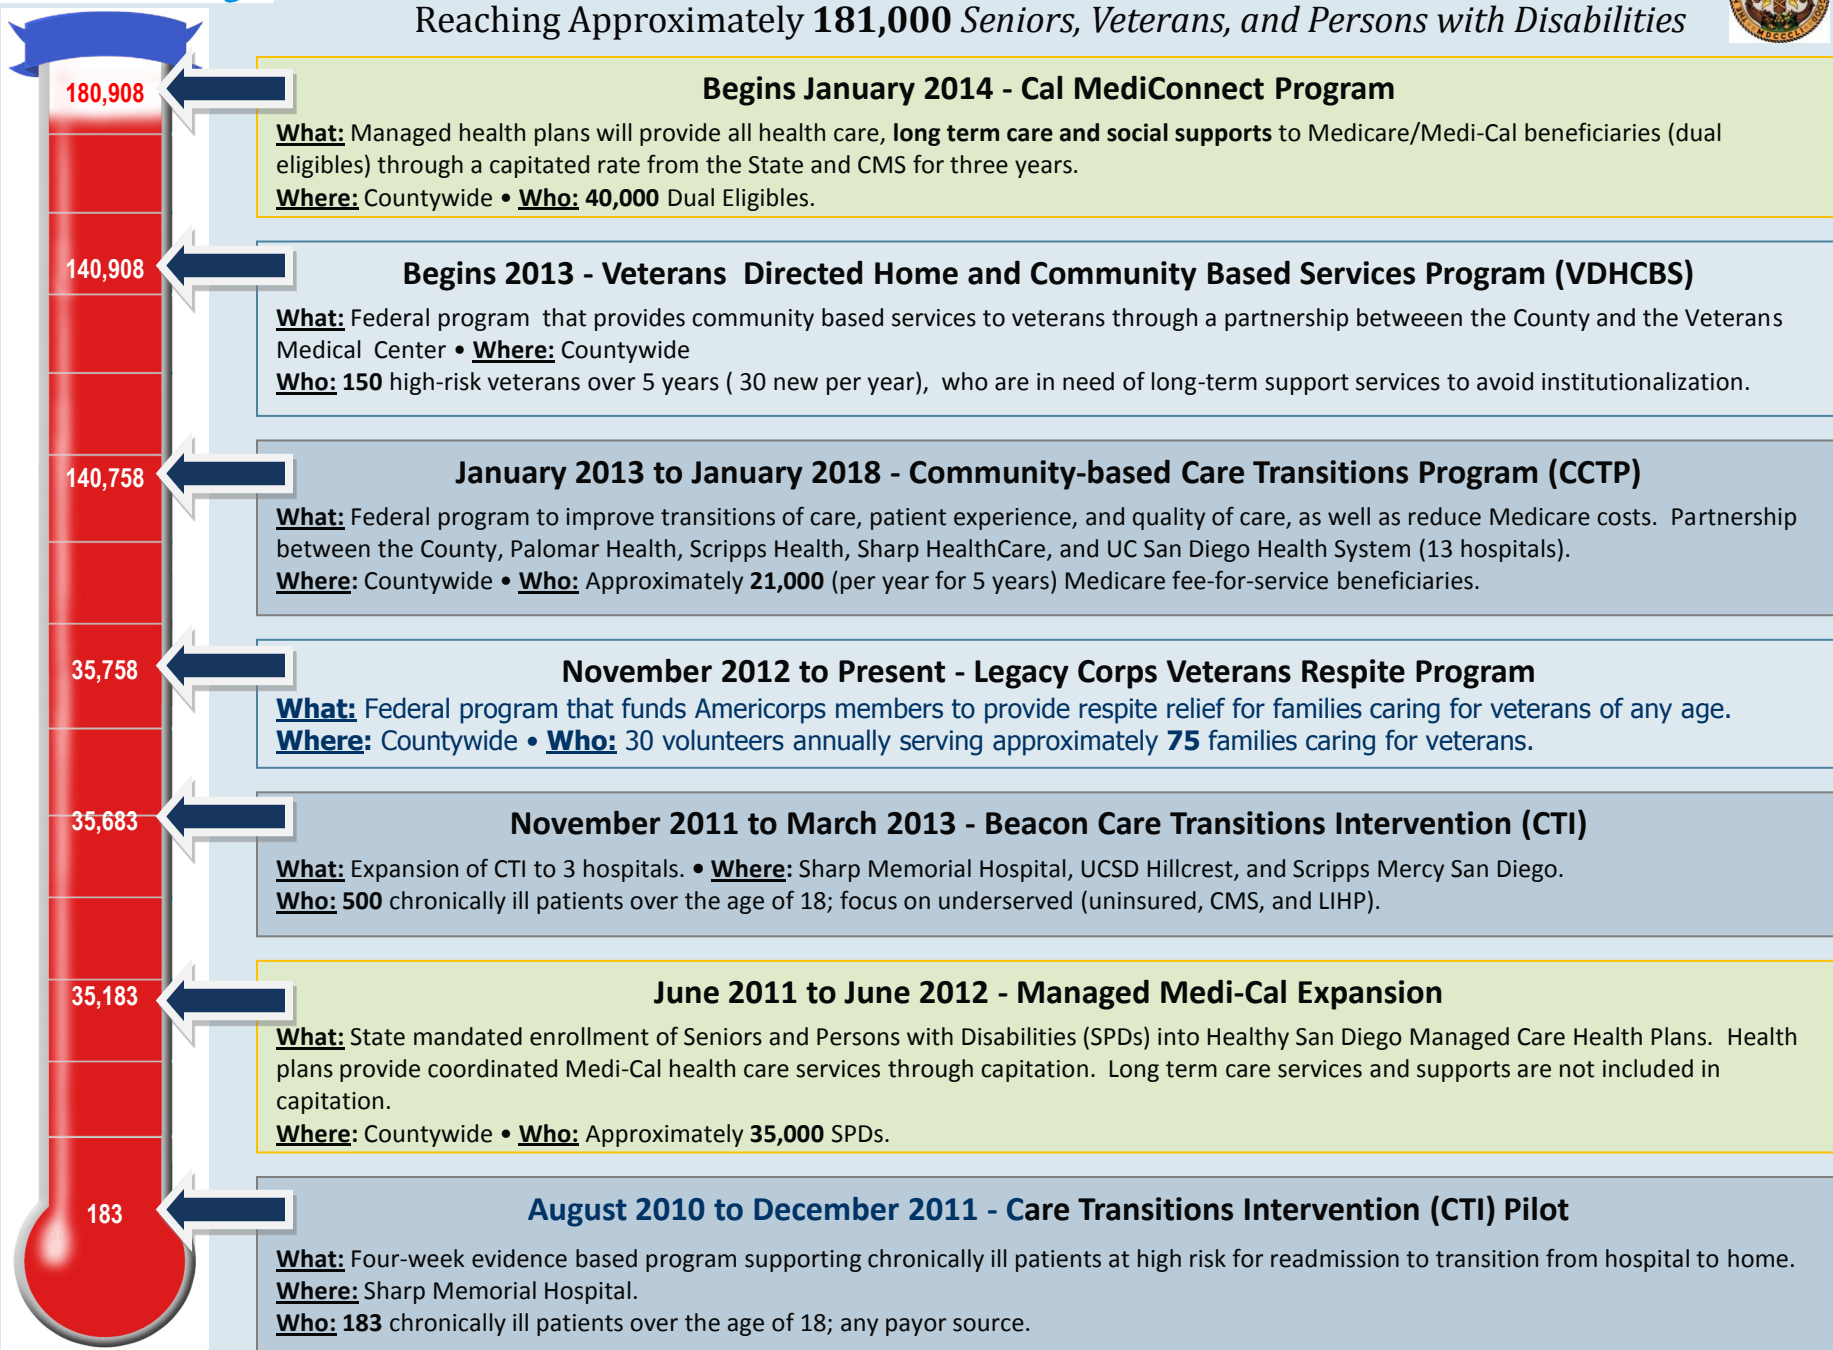 Reaching Approximately 181,000 Seniors, Veterans, and Persons with Disabilities
180,908
Begins January 2014 - Cal MediConnect Program
What: Managed health plans will provide all health care, long term care and social supports to Medicare/Medi-Cal beneficiaries (dual
eligibles) through a capitated rate from the State and CMS for three years.
Where: Countywide • Who: 40,000 Dual Eligibles.
140,908
Begins 2013 - Veterans Directed Home and Community Based Services Program (VDHCBS)
What: Federal program that provides community based services to veterans through a partnership betweeen the County and the Veterans
Medical Center • Where: Countywide
Who: 150 high-risk veterans over 5 years ( 30 new per year), who are in need of long-term support services to avoid institutionalization.
140,758
January 2013 to January 2018 - Community-based Care Transitions Program (CCTP)
What: Federal program to improve transitions of care, patient experience, and quality of care, as well as reduce Medicare costs. Partnership
between the County, Palomar Health, Scripps Health, Sharp HealthCare, and UC San Diego Health System (13 hospitals).
Where: Countywide • Who: Approximately 21,000 (per year for 5 years) Medicare fee-for-service beneficiaries.
35,758
November 2012 to Present - Legacy Corps Veterans Respite Program
What: Federal program that funds Americorps members to provide respite relief for families caring for veterans of any age.
Where: Countywide • Who: 30 volunteers annually serving approximately 75 families caring for veterans.
35,683
November 2011 to March 2013 - Beacon Care Transitions Intervention (CTI)
What: Expansion of CTI to 3 hospitals. • Where: Sharp Memorial Hospital, UCSD Hillcrest, and Scripps Mercy San Diego.
Who: 500 chronically ill patients over the age of 18; focus on underserved (uninsured, CMS, and LIHP).
35,183
June 2011 to June 2012 - Managed Medi-Cal Expansion
What: State mandated enrollment of Seniors and Persons with Disabilities (SPDs) into Healthy San Diego Managed Care Health Plans. Health
plans provide coordinated Medi-Cal health care services through capitation. Long term care services and supports are not included in
capitation.
Where: Countywide • Who: Approximately 35,000 SPDs.
183
August 2010 to December 2011 - Care Transitions Intervention (CTI) Pilot
What: Four-week evidence based program supporting chronically ill patients at high risk for readmission to transition from hospital to home.
Where: Sharp Memorial Hospital.
Who: 183 chronically ill patients over the age of 18; any payor source.